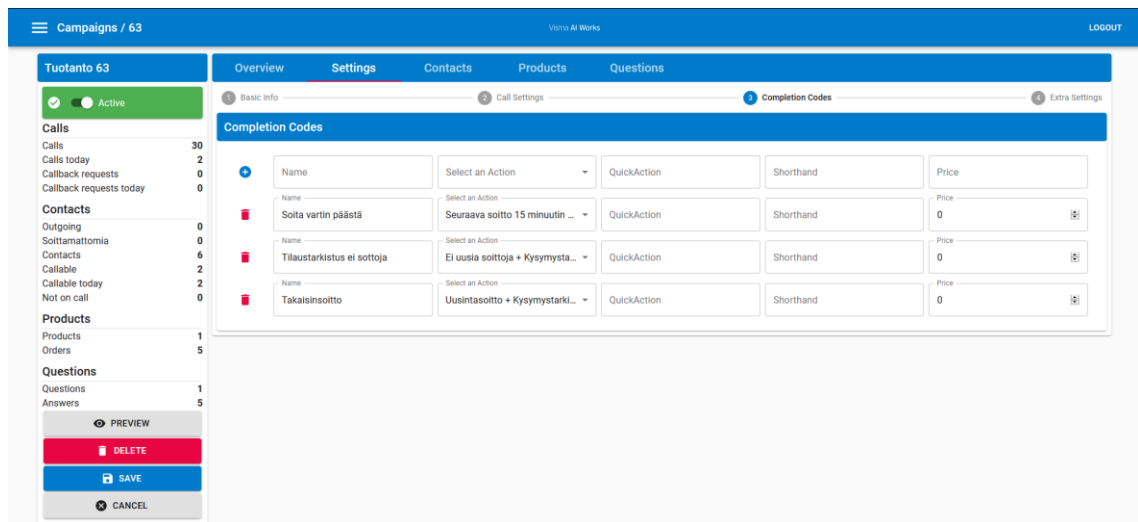 Campaigns / 63
Visma AI Works
LOGOUT
Tuotanto 63
Active
Calls
Calls 30
Calls today 2
Callback requests 0
Callback requests today 0
Contacts
Outgoing 0
Soittamattomia 0
Contacts 6
Callable 2
Callable today 2
Not on call 0
Products
Products 1
Orders 5
Questions
Questions 1
Answers 5
PREVIEW
DELETE
SAVE
CANCEL
Overview Settings Contacts Products Questions
1 Basic Info 2 Call Settings 3 Completion Codes 4 Extra Settings
Completion Codes
Name Select an Action QuickAction Shorthand Price
Name Select an Action Price
Soita vartin päästä Seuraava soitto 15 minuutin ... QuickAction Shorthand 0
Name Select an Action Price
Tilaustarkistus ei sottoja Ei uusia soittoja + Kysymysta... QuickAction Shorthand 0
Name Select an Action Price
Takaisinsoitto Uusintasoitto + Kysymystarki... QuickAction Shorthand 0